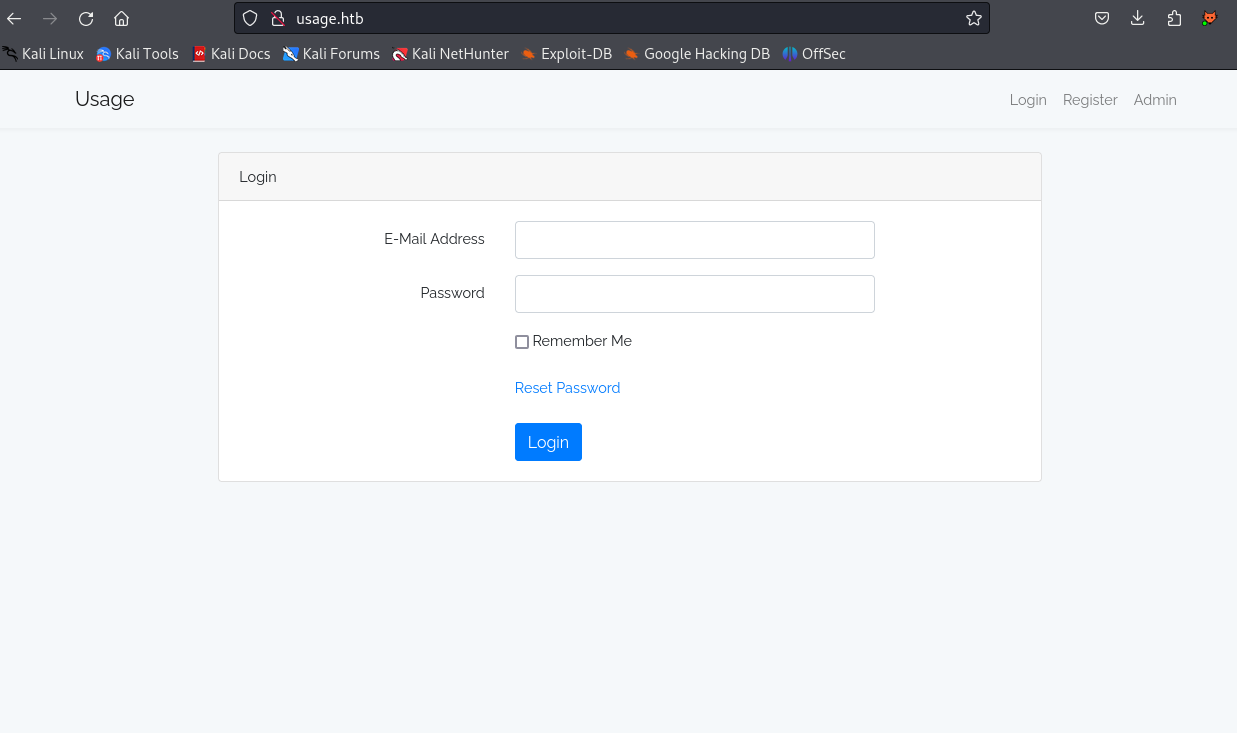 usage.htb
Kali Linux Kali Tools Kali Docs Kali Forums Kali NetHunter Exploit-DB Google Hacking DB OffSec
Usage Login Register Admin
Login
E-Mail Address
Password
Remember Me
Reset Password
Login